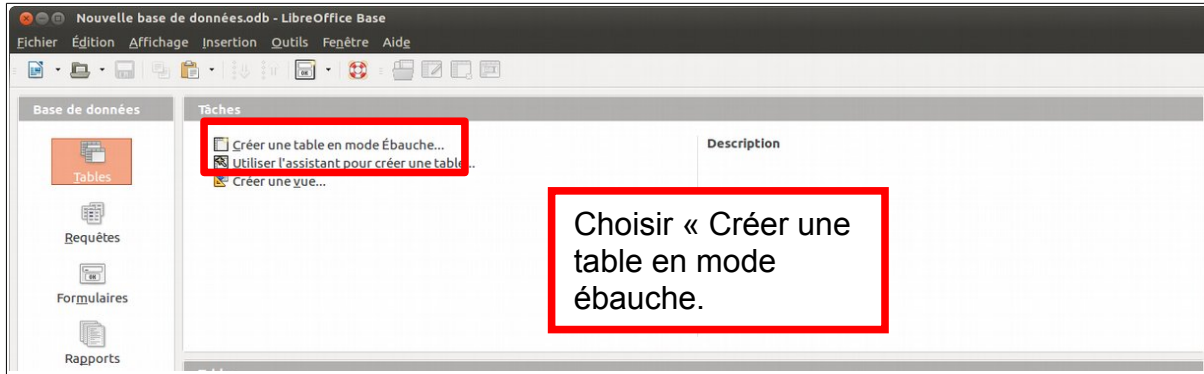 Nouvelle base de données.odb - LibreOffice Base
Fichier Édition Affichage Insertion Outils Fenêtre Aide
Base de données
Tâches
Tables
Requêtes
Formulaires
Rapports
Créer une table en mode Ébauche...
Utiliser l'assistant pour créer une table...
Créer une vue...
Description
Choisir « Créer une
table en mode
ébauche.